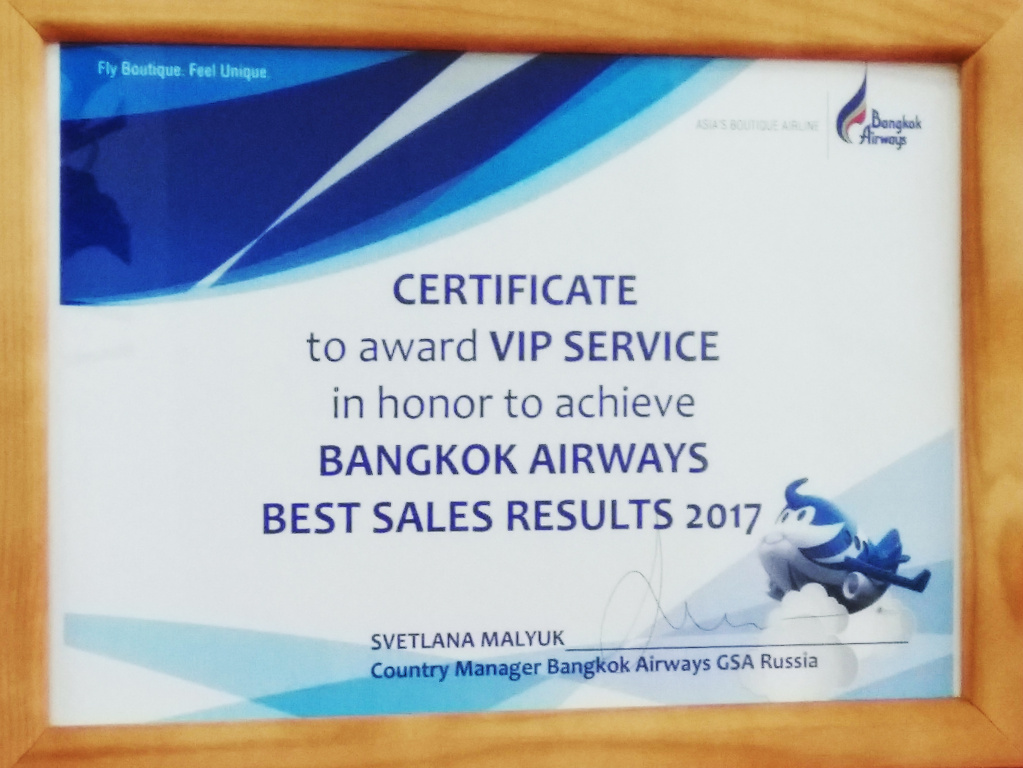 Fly Boutique. Feel Unique.
ASIA'S BOUTIQUE AIRLINE
Bangkok
Airways
CERTIFICATE
to award VIP SERVICE
in honor to achieve
BANGKOK AIRWAYS
BEST SALES RESULTS 2017
SVETLANA MALYUK
Country Manager Bangkok Airways GSA Russia